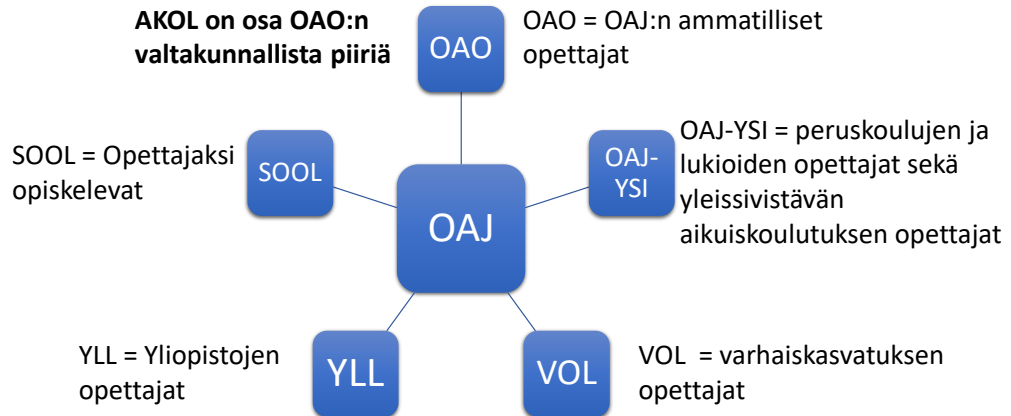 AKOL on osa OAO:n
valtakunnallista piiriä
OAO
OAO = OAJ:n ammatilliset
opettajat
SOOL = Opettajaksi
opiskelevat
SOOL
OAJ
OAJ-
YSI
OAJ-YSI = peruskoulujen ja
lukioiden opettajat sekä
yleissivistävän
aikuiskoulutuksen opettajat
YLL = Yliopistojen
opettajat
YLL
VOL
VOL = varhaiskasvatuksen
opettajat